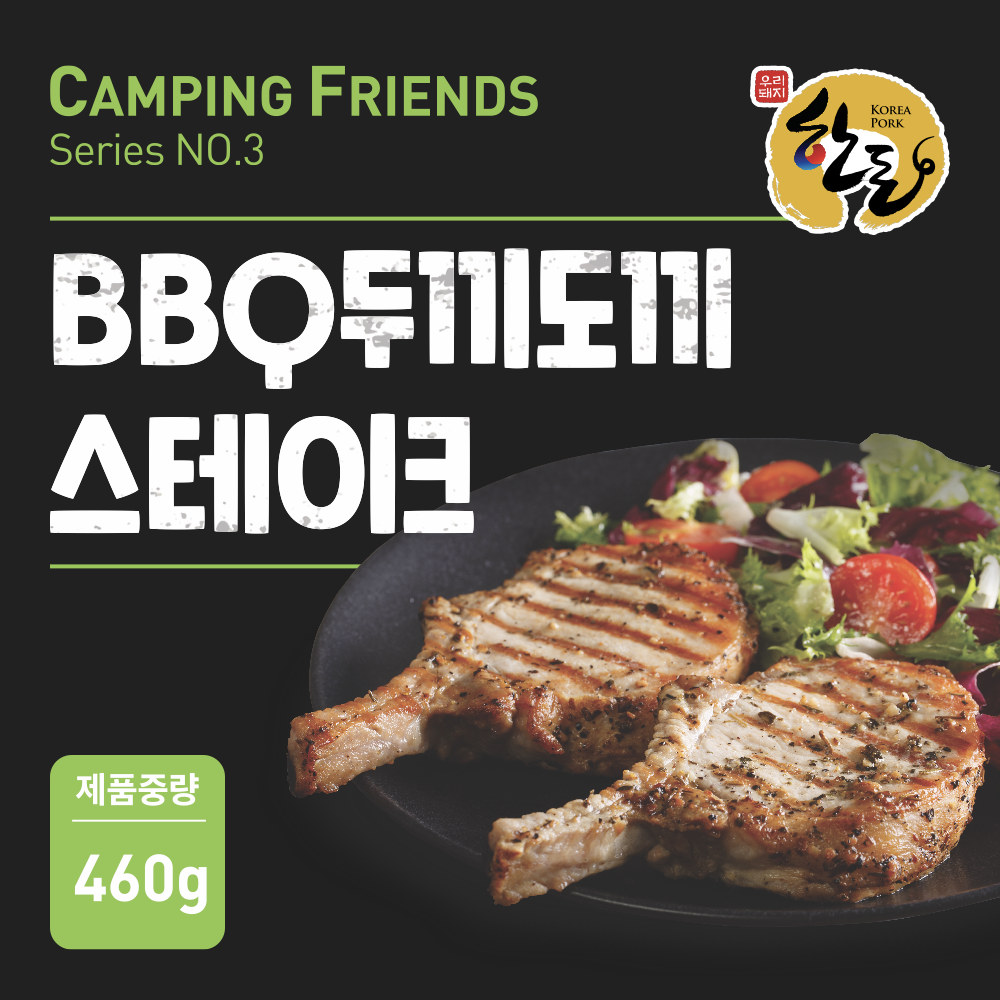 CAMPING FRIENDS
Series NO.3
우리
돼지
KOREA
PORK
한돈
BBQ두끼도끼
스테이크
제품중량
460g